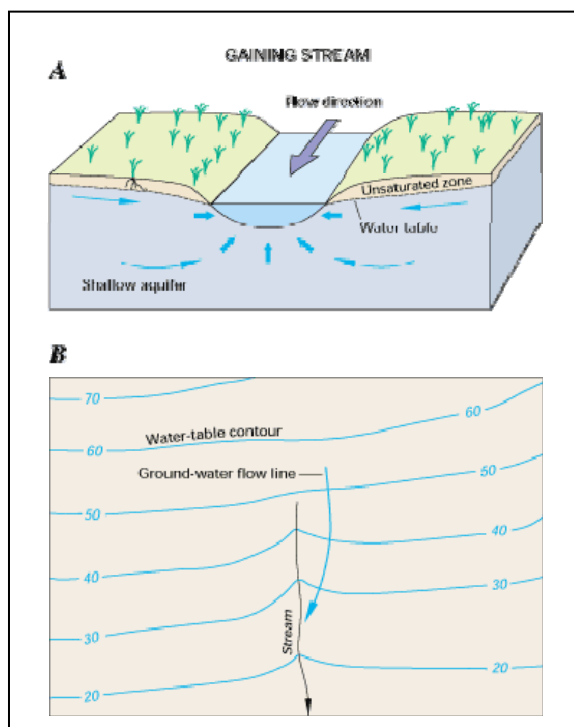 GAINING STREAM
A
Flow direction
Unsaturated zone
Water table
Shallow aquifer
B
70
60
Water-table contour
60
Ground-water flow line
50
50
40
40
30
30
Stream
20
20